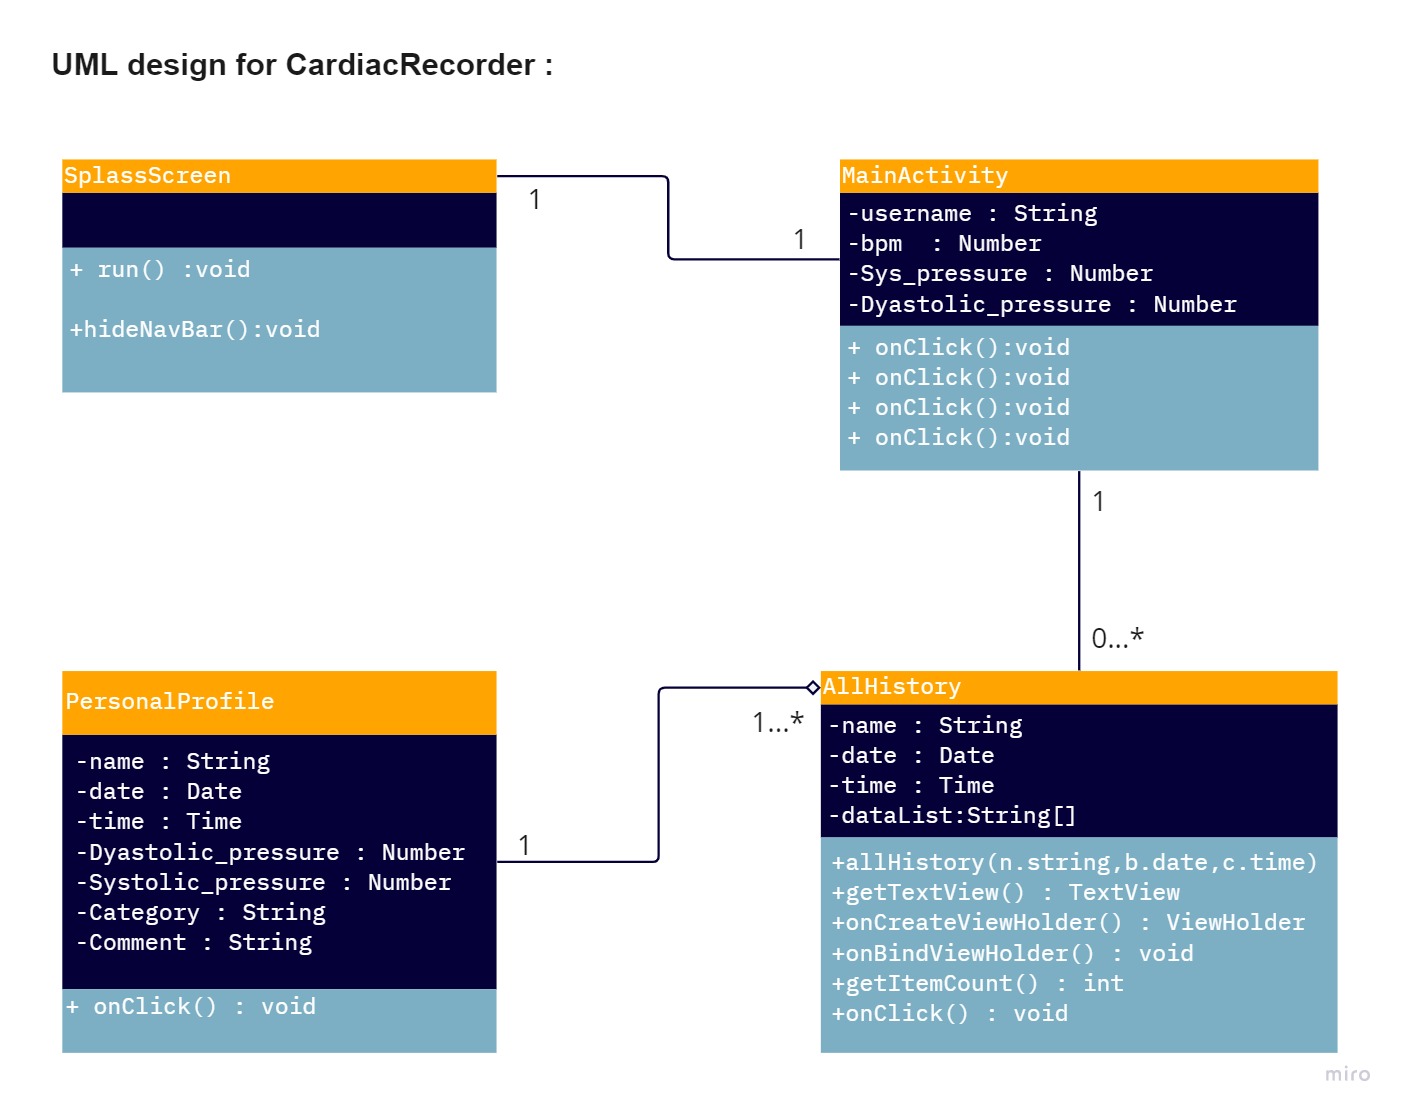 UML design for CardiacRecorder :
SplassScreen
+ run() :void
+hideNavBar():void
1
1
MainActivity
-username : String
-bpm  : Number
-Sys_pressure : Number
-Dyastolic_pressure : Number
+ onClick():void
+ onClick():void
+ onClick():void
+ onClick():void
1
0...*
PersonalProfile
-name : String
-date : Date
-time : Time
-Dyastolic_pressure : Number
-Systolic_pressure : Number
-Category : String
-Comment : String
+ onClick() : void
1
1...*
AllHistory
-name : String
-date : Date
-time : Time
-dataList:String[]
+allHistory(n.string,b.date,c.time)
+getTextView() : TextView
+onCreateViewHolder() : ViewHolder
+onBindViewHolder() : void
+getItemCount() : int
+onClick() : void
miro